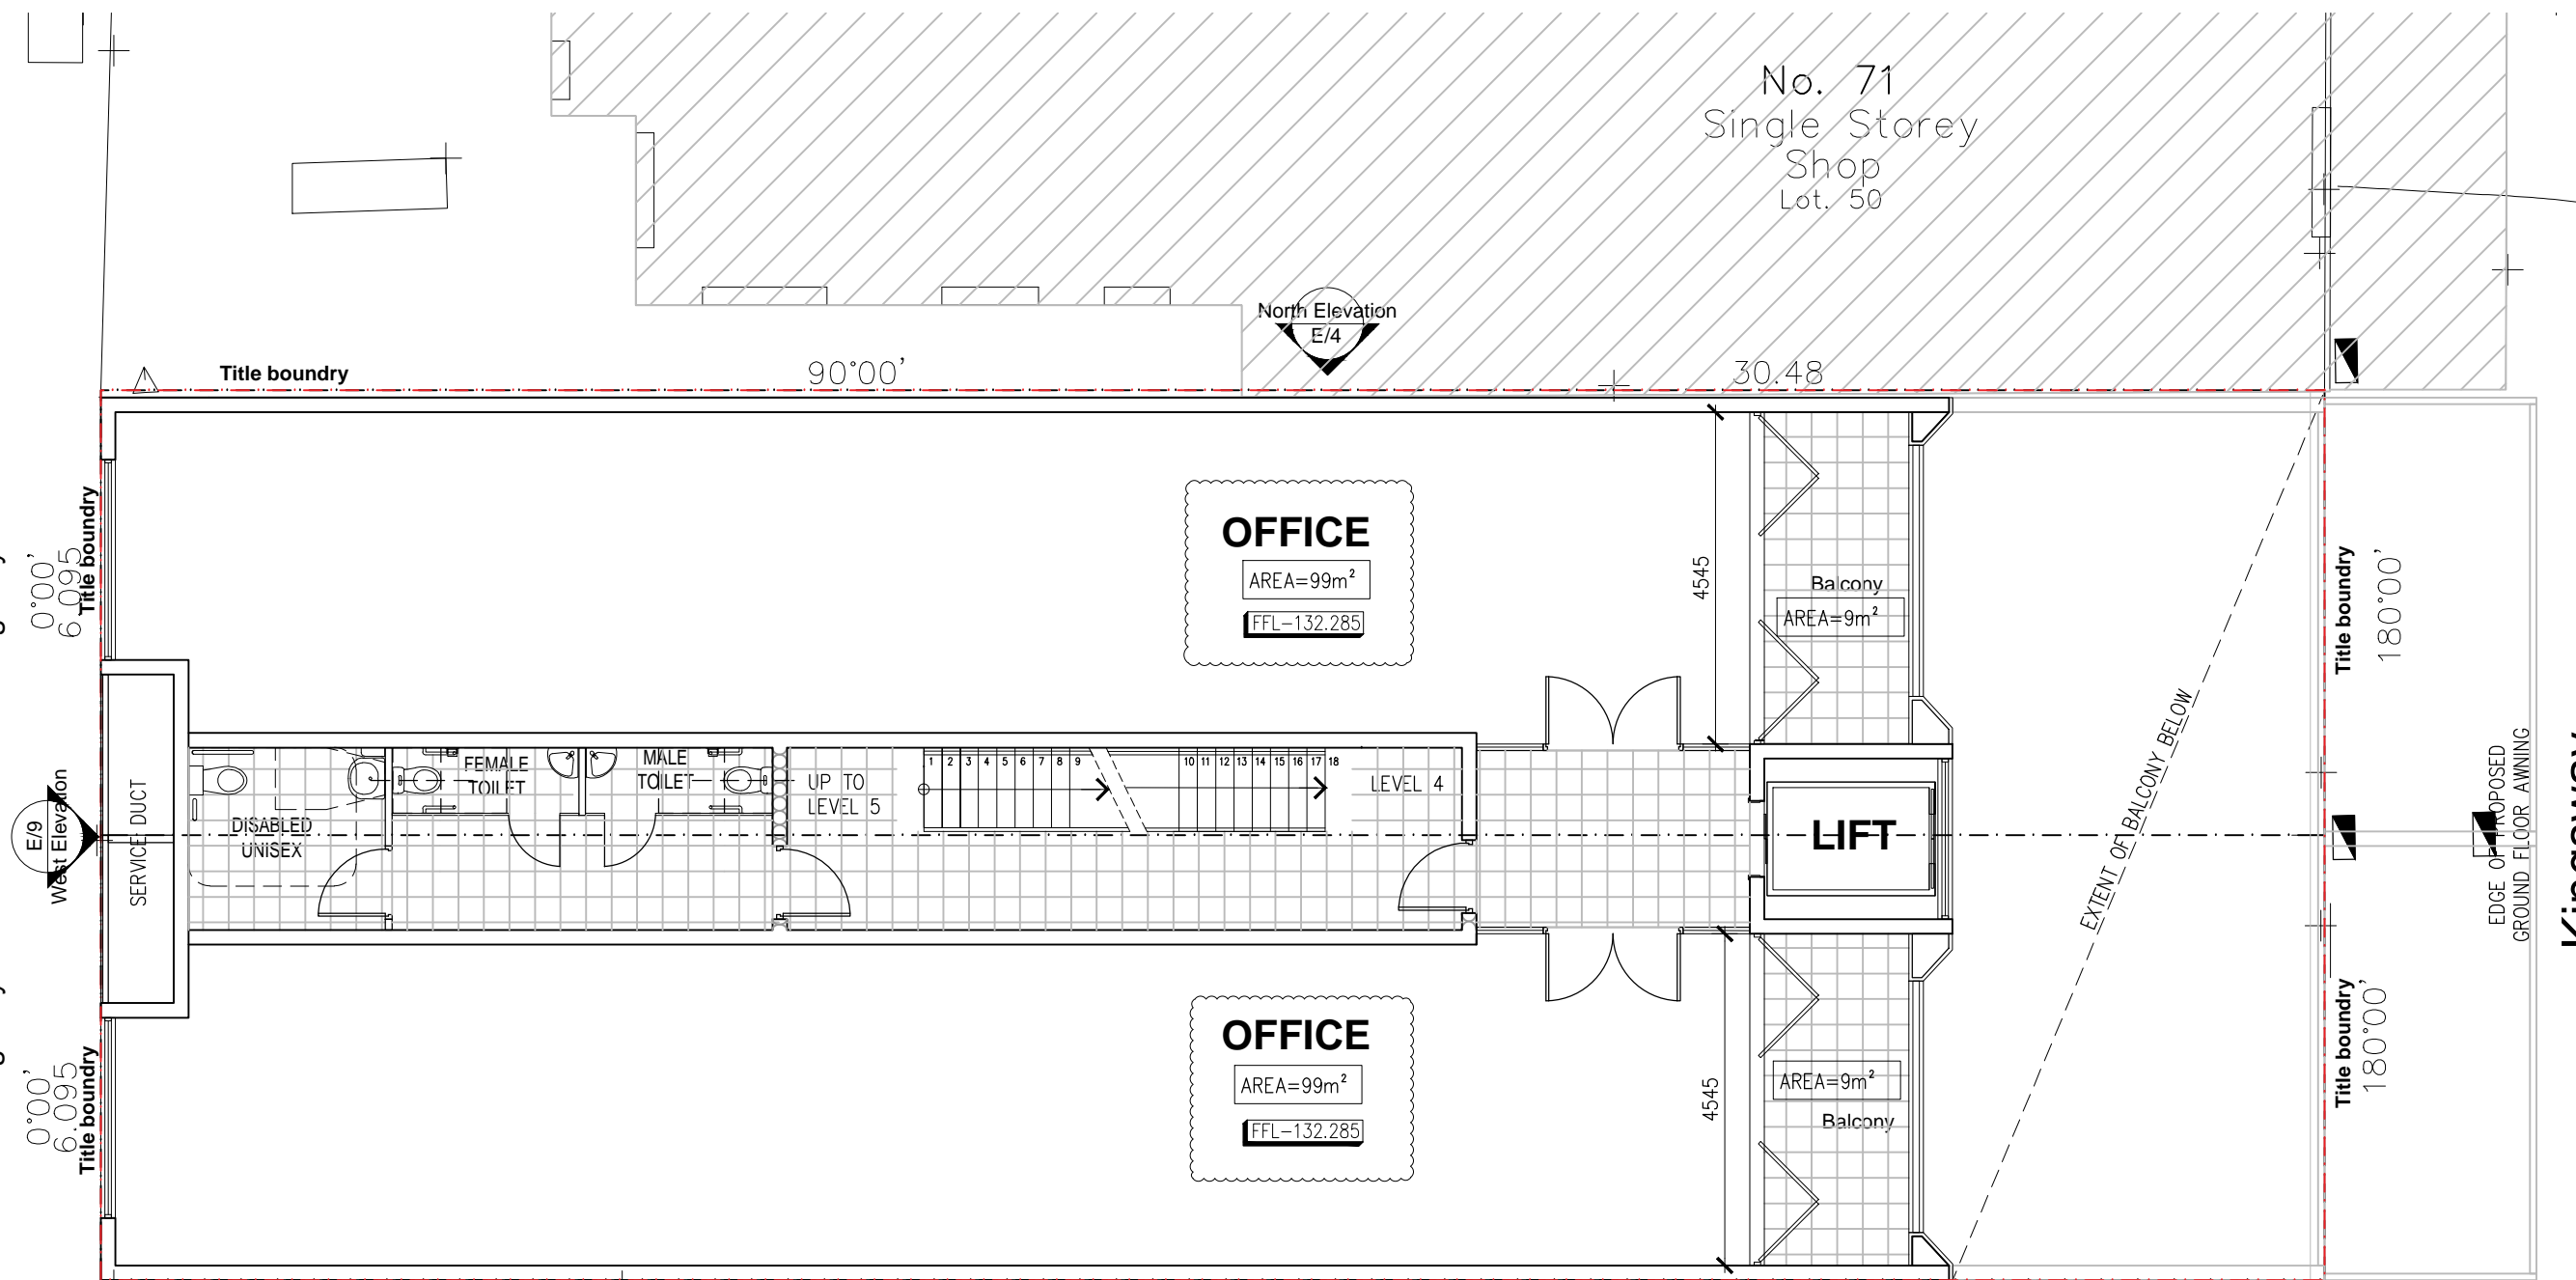 No. 71
Single Storey
Shop
Lot. 50
North Elevation
E/4
Title boundry
90°00'
30.48
0°00'
6.095
Title boundry
OFFICE
AREA=99m²
FFL-132.285
4545
Balcony
AREA=9m²
Title boundry
180°00'
E/9
West Elevation
SERVICE DUCT
DISABLED
UNISEX
FEMALE
TOILET
MALE
TOILET
UP TO
LEVEL 5
1 2 3 4 5 6 7 8 9
10 11 12 13 14 15 16 17 18
LEVEL 4
LIFT
EXTENT OF BALCONY BELOW
EDGE OF PROPOSED
GROUND FLOOR AWNING
0°00'
6.095
Title boundry
OFFICE
AREA=99m²
FFL-132.285
4545
AREA=9m²
Balcony
Title boundry
180°00'